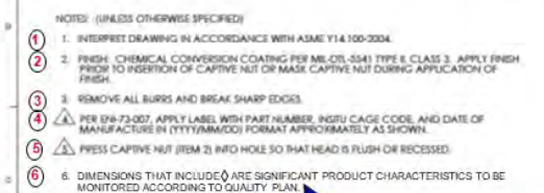 NOTES: (UNLESS OTHERWISE SPECIFIED)
1 1. INTERPRET DRAWING IN ACCORDANCE WITH ASME Y14.100-2004.
2 2. FINISH: CHEMICAL CONVERSION COATING PER MIL-DTL-5541 TYPE II, CLASS 3. APPLY FINISH
PRIOR TO INSERTION OF CAPTIVE NUT OR MASK CAPTIVE NUT DURING APPLICATION OF
FINISH.
3 3. REMOVE ALL BURRS AND BREAK SHARP EDGES.
4 4 PER ENI-73-007, APPLY LABEL WITH PART NUMBER, INSITU CAGE CODE, AND DATE OF
MANUFACTURE IN (YYYY/MM/DD) FORMAT APPROXIMATELY AS SHOWN.
5 5 PRESS CAPTIVE NUT (ITEM 2) INTO HOLE SO THAT HEAD IS FLUSH OR RECESSED.
6 6. DIMENSIONS THAT INCLUDE◊ ARE SIGNIFICANT PRODUCT CHARACTERISTICS TO BE
MONITORED ACCORDING TO QUALITY PLAN.